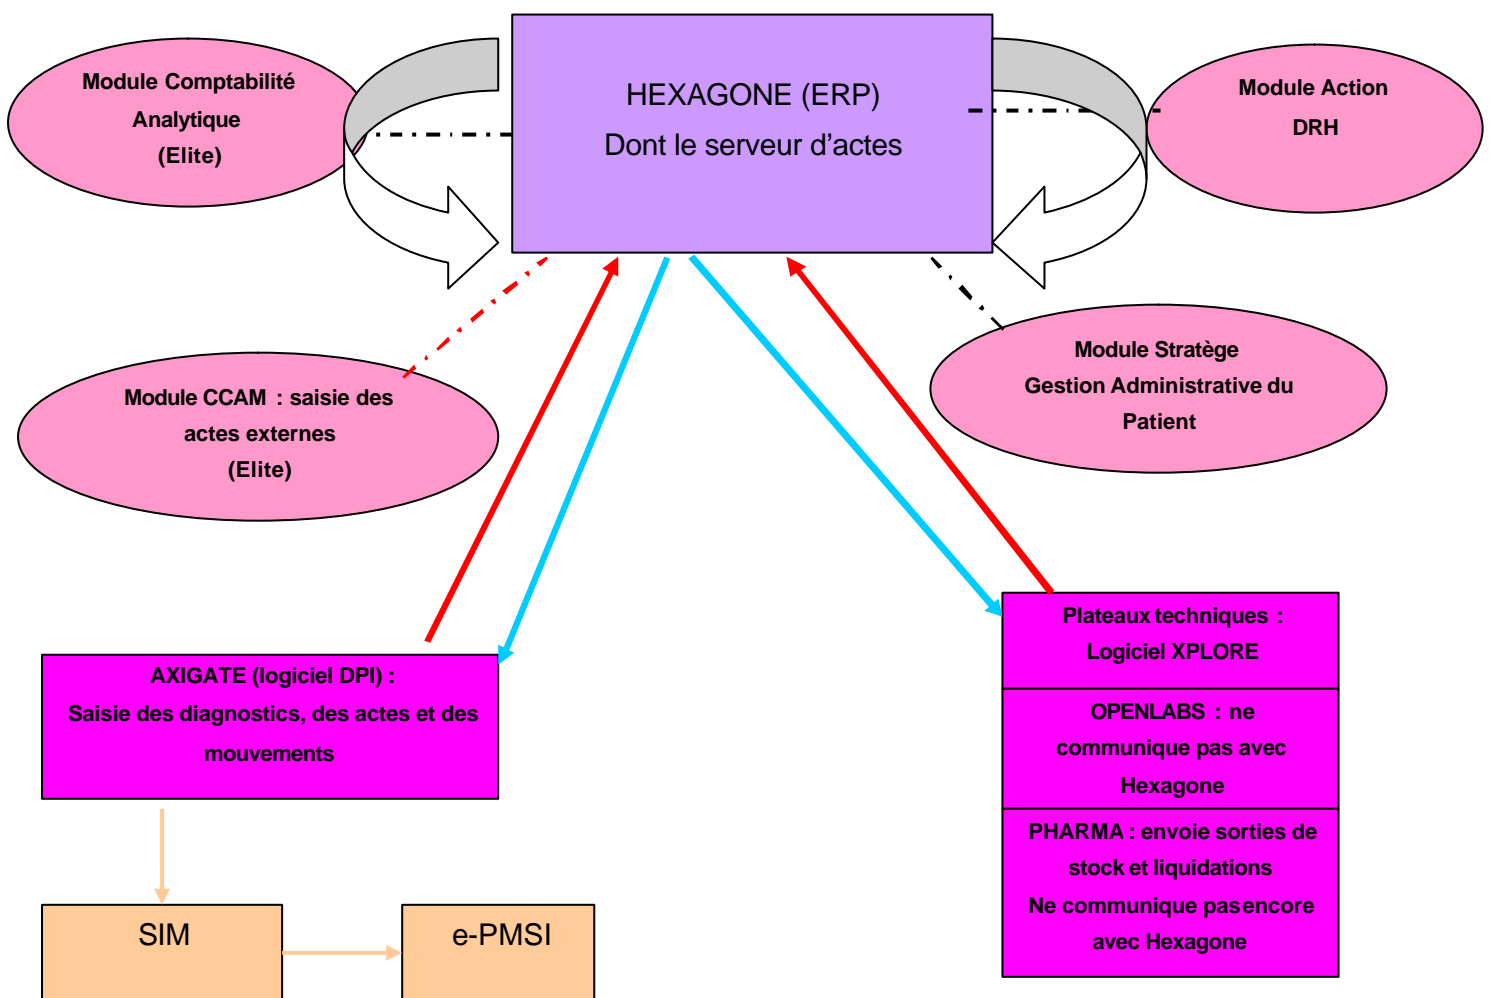 Module Comptabilité
Analytique
(Elite)
HEXAGONE (ERP)
Dont le serveur d’actes
Module Action
DRH
Module Stratège
Gestion Administrative du
Patient
Module CCAM : saisie des
actes externes
(Elite)
AXIGATE (logiciel DPI) :
Saisie des diagnostics, des actes et des
mouvements
Plateaux techniques :
Logiciel XPLORE
OPENLABS : ne
communique pas avec
Hexagone
PHARMA : envoie sorties de
stock et liquidations
Ne communique pas encore
avec Hexagone
SIM
e-PMSI